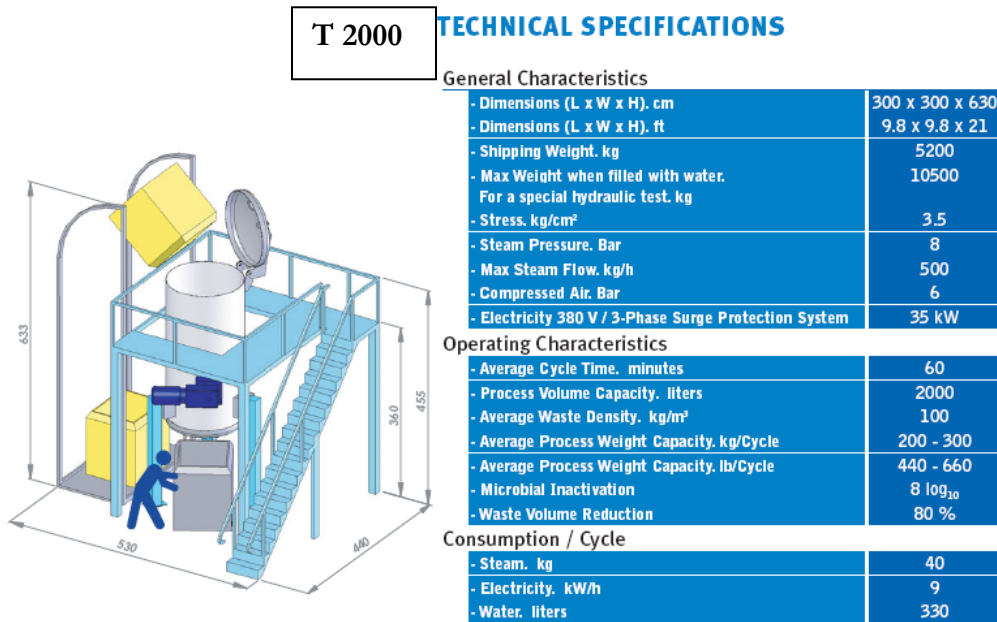 T 2000
TECHNICAL SPECIFICATIONS
General Characteristics
- Dimensions (L x W x H). cm 300 x 300 x 630
- Dimensions (L x W x H). ft 9.8 x 9.8 x 21
- Shipping Weight. kg 5200
- Max Weight when filled with water. 10500
For a special hydraulic test. kg
- Stress. kg/cm² 3.5
- Steam Pressure. Bar 8
- Max Steam Flow. kg/h 500
- Compressed Air. Bar 6
- Electricity 380 V / 3-Phase Surge Protection System 35 kW
Operating Characteristics
- Average Cycle Time. minutes 60
- Process Volume Capacity. liters 2000
- Average Waste Density. kg/m³ 100
- Average Process Weight Capacity. kg/Cycle 200 - 300
- Average Process Weight Capacity. lb/Cycle 440 - 660
- Microbial Inactivation 8 log₁₀
- Waste Volume Reduction 80 %
Consumption / Cycle
- Steam. kg 40
- Electricity. kW/h 9
- Water. liters 330
633
360
455
530
440